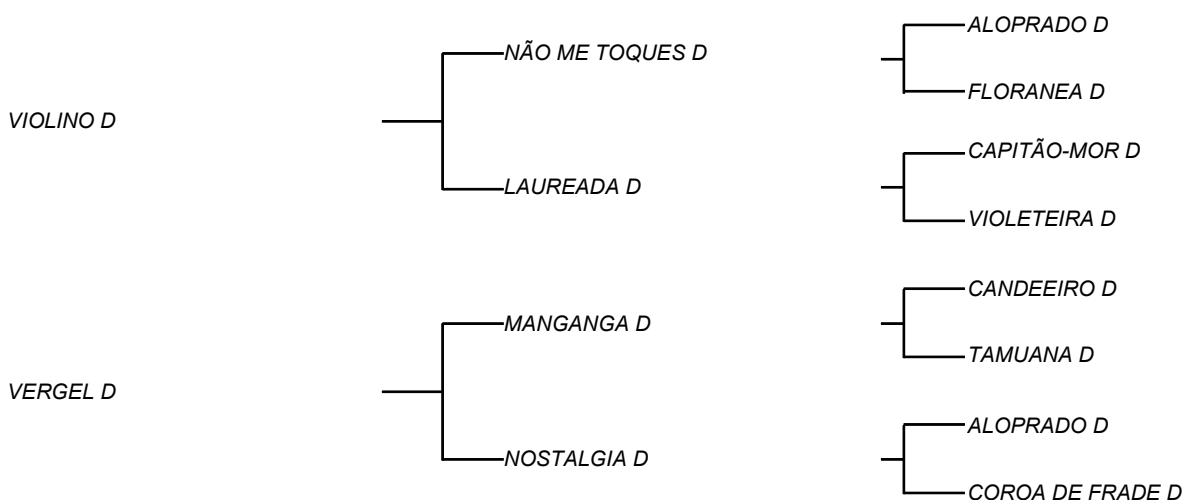 ALOPRADO D
NÃO ME TOQUES D
FLORANEA D
VIOLINO D
CAPITÃO-MOR D
LAUREADA D
VIOLETEIRA D
CANDEEIRO D
MANGANGA D
TAMUANA D
VERGEL D
ALOPRADO D
NOSTALGIA D
COROA DE FRADE D